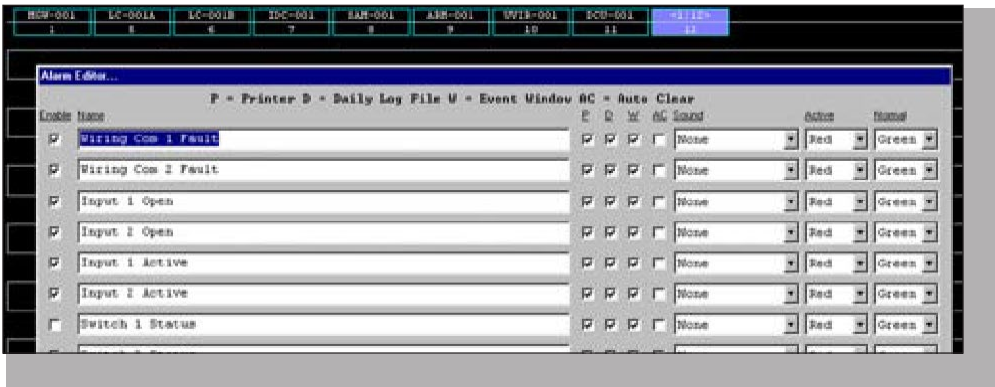 MGW-001 LC-001A LC-001B IDC-001 SAM-001 ARM-001 UVIR-001 DCU-001 <1/12>
1 5 6 7 8 9 10 11 12
Alarm Editor...
P - Printer D - Daily Log File W - Event Window AC - Auto Clear
Enable Name P D W AC Sound Active Normal
Wiring Com 1 Fault None Red Green
Wiring Com 2 Fault None Red Green
Input 1 Open None Red Green
Input 2 Open None Red Green
Input 1 Active None Red Green
Input 2 Active None Red Green
Switch 1 Status None Red Green